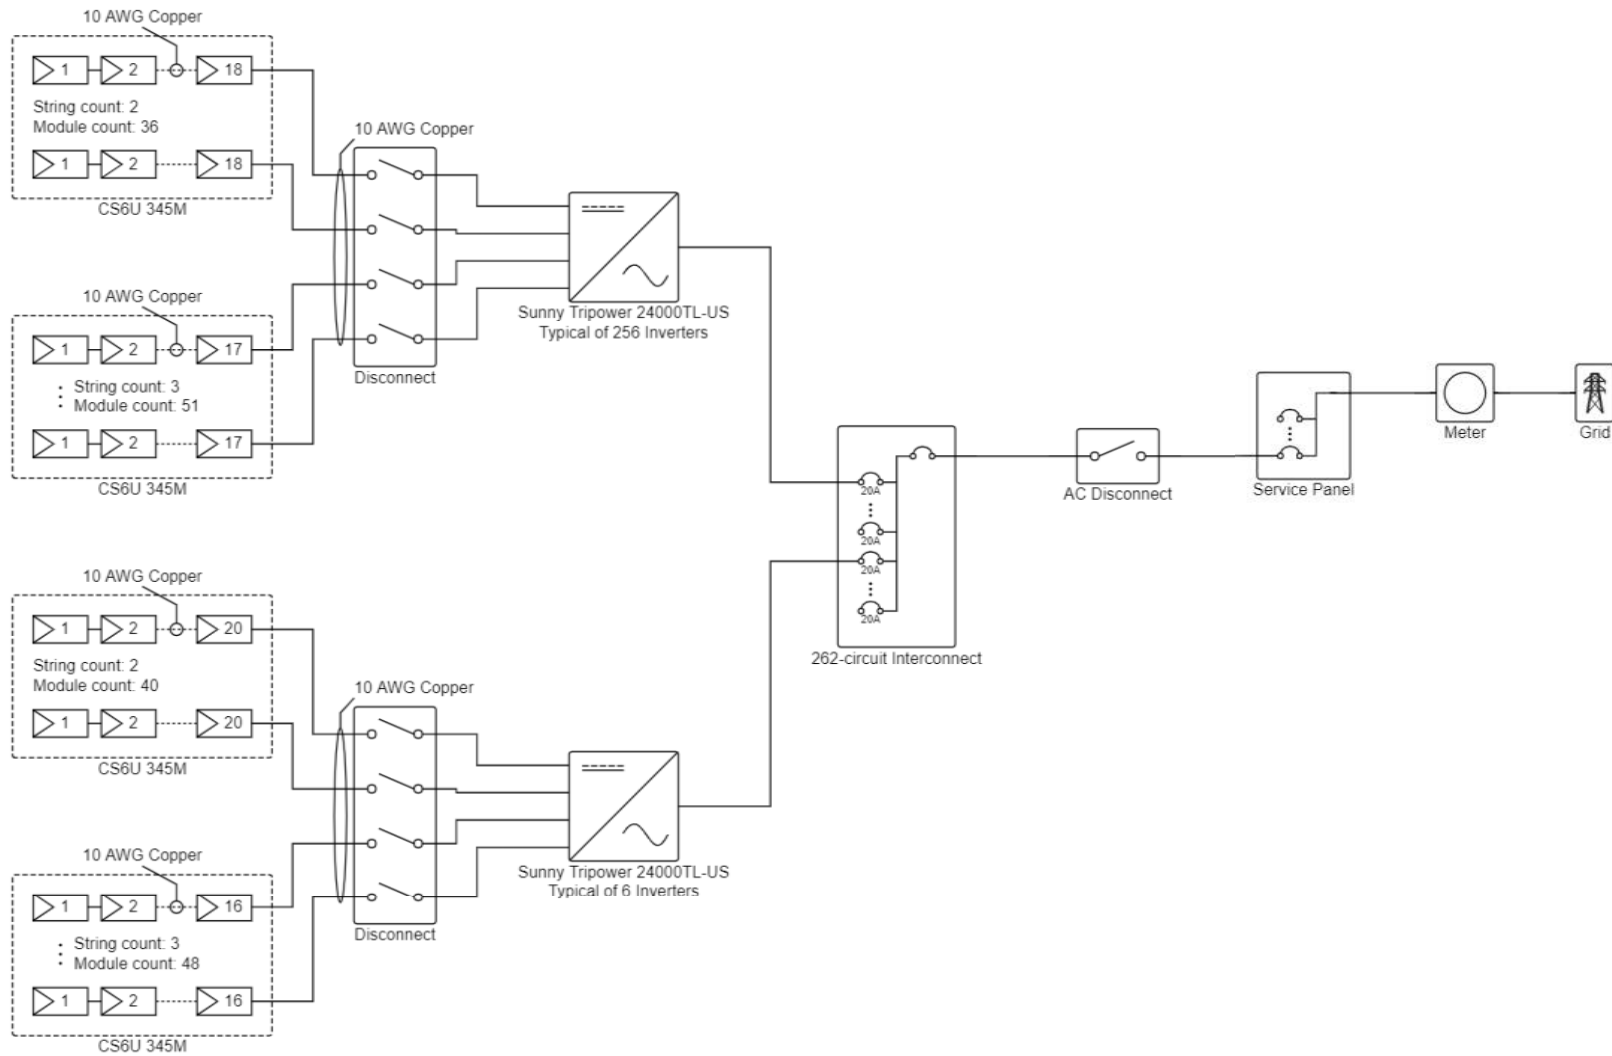 10 AWG Copper
1 2 18
String count: 2
Module count: 36
1 2 18
CS6U 345M
10 AWG Copper
1 2 17
String count: 3
Module count: 51
1 2 17
CS6U 345M
10 AWG Copper
Disconnect
Sunny Tripower 24000TL-US
Typical of 256 Inverters
10 AWG Copper
1 2 20
String count: 2
Module count: 40
1 2 20
CS6U 345M
10 AWG Copper
1 2 16
String count: 3
Module count: 48
1 2 16
CS6U 345M
10 AWG Copper
Disconnect
Sunny Tripower 24000TL-US
Typical of 6 Inverters
20A
20A
20A
20A
262-circuit Interconnect
AC Disconnect
Service Panel
Meter
Grid